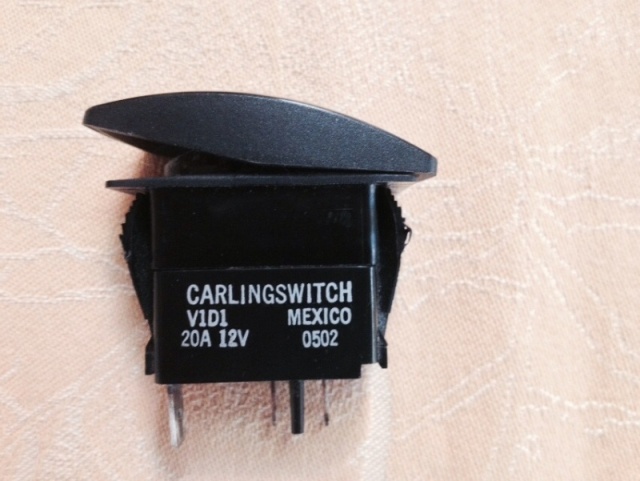 CARLINGSWITCH
V1D1 MEXICO
20A 12V 0502